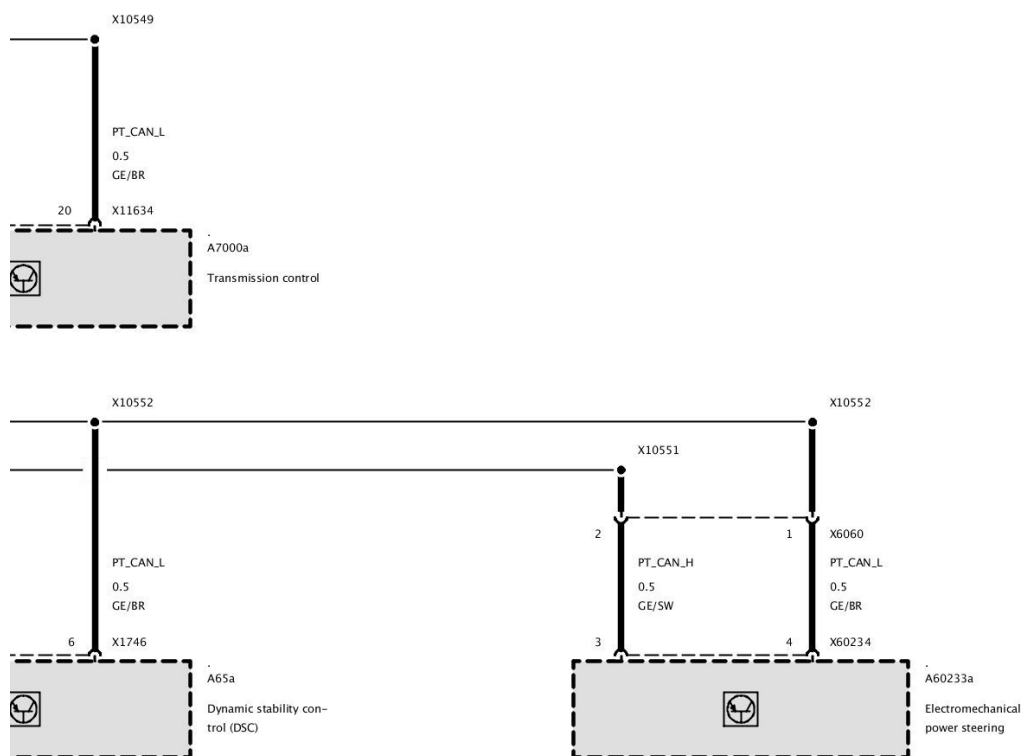 X10549
PT_CAN_L
0.5
GE/BR
20 X11634
.
A7000a
Transmission control
X10552 X10552
X10551
2 1 X6060
PT_CAN_L PT_CAN_H PT_CAN_L
0.5 0.5 0.5
GE/BR GE/SW GE/BR
6 X1746 3 4 X60234
. .
A65a A60233a
Dynamic stability con- Electromechanical
trol (DSC) power steering